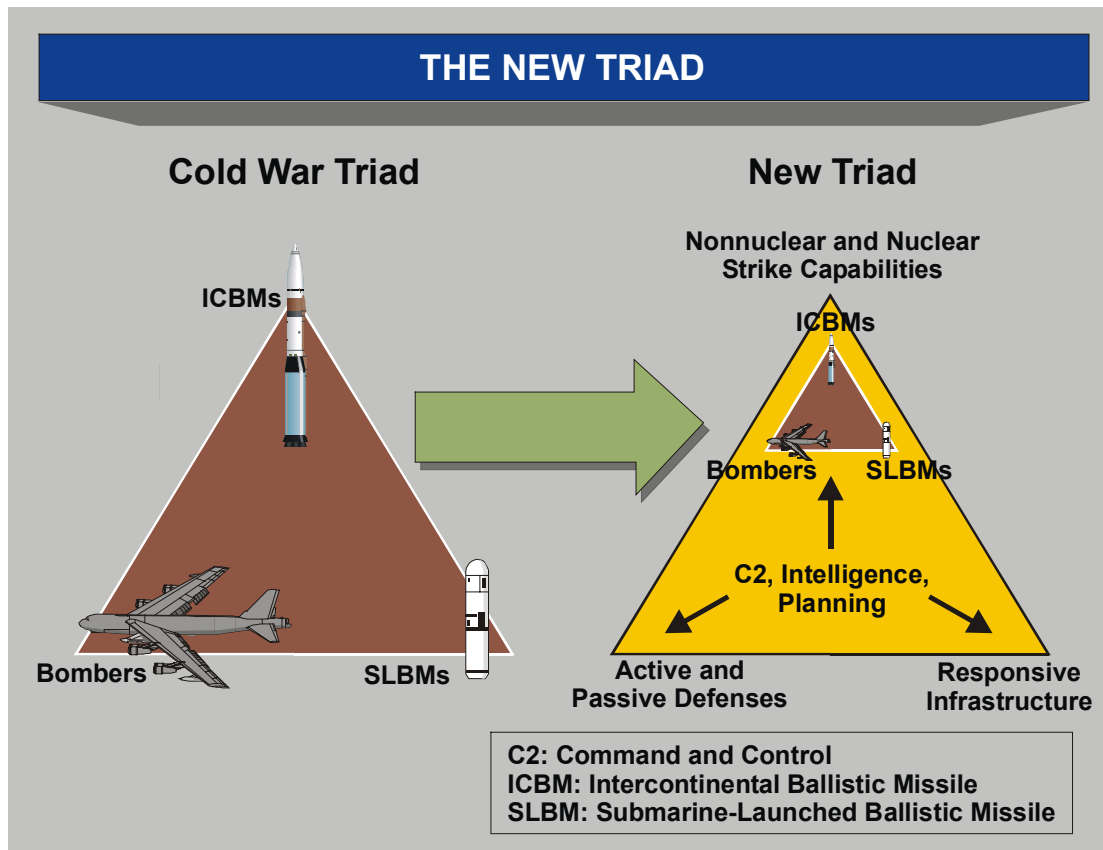 THE NEW TRIAD
Cold War Triad
ICBMs
Bombers
SLBMs
New Triad
Nonnuclear and Nuclear
Strike Capabilities
ICBMs
Bombers
SLBMs
C2, Intelligence,
Planning
Active and
Passive Defenses
Responsive
Infrastructure
C2: Command and Control
ICBM: Intercontinental Ballistic Missile
SLBM: Submarine-Launched Ballistic Missile